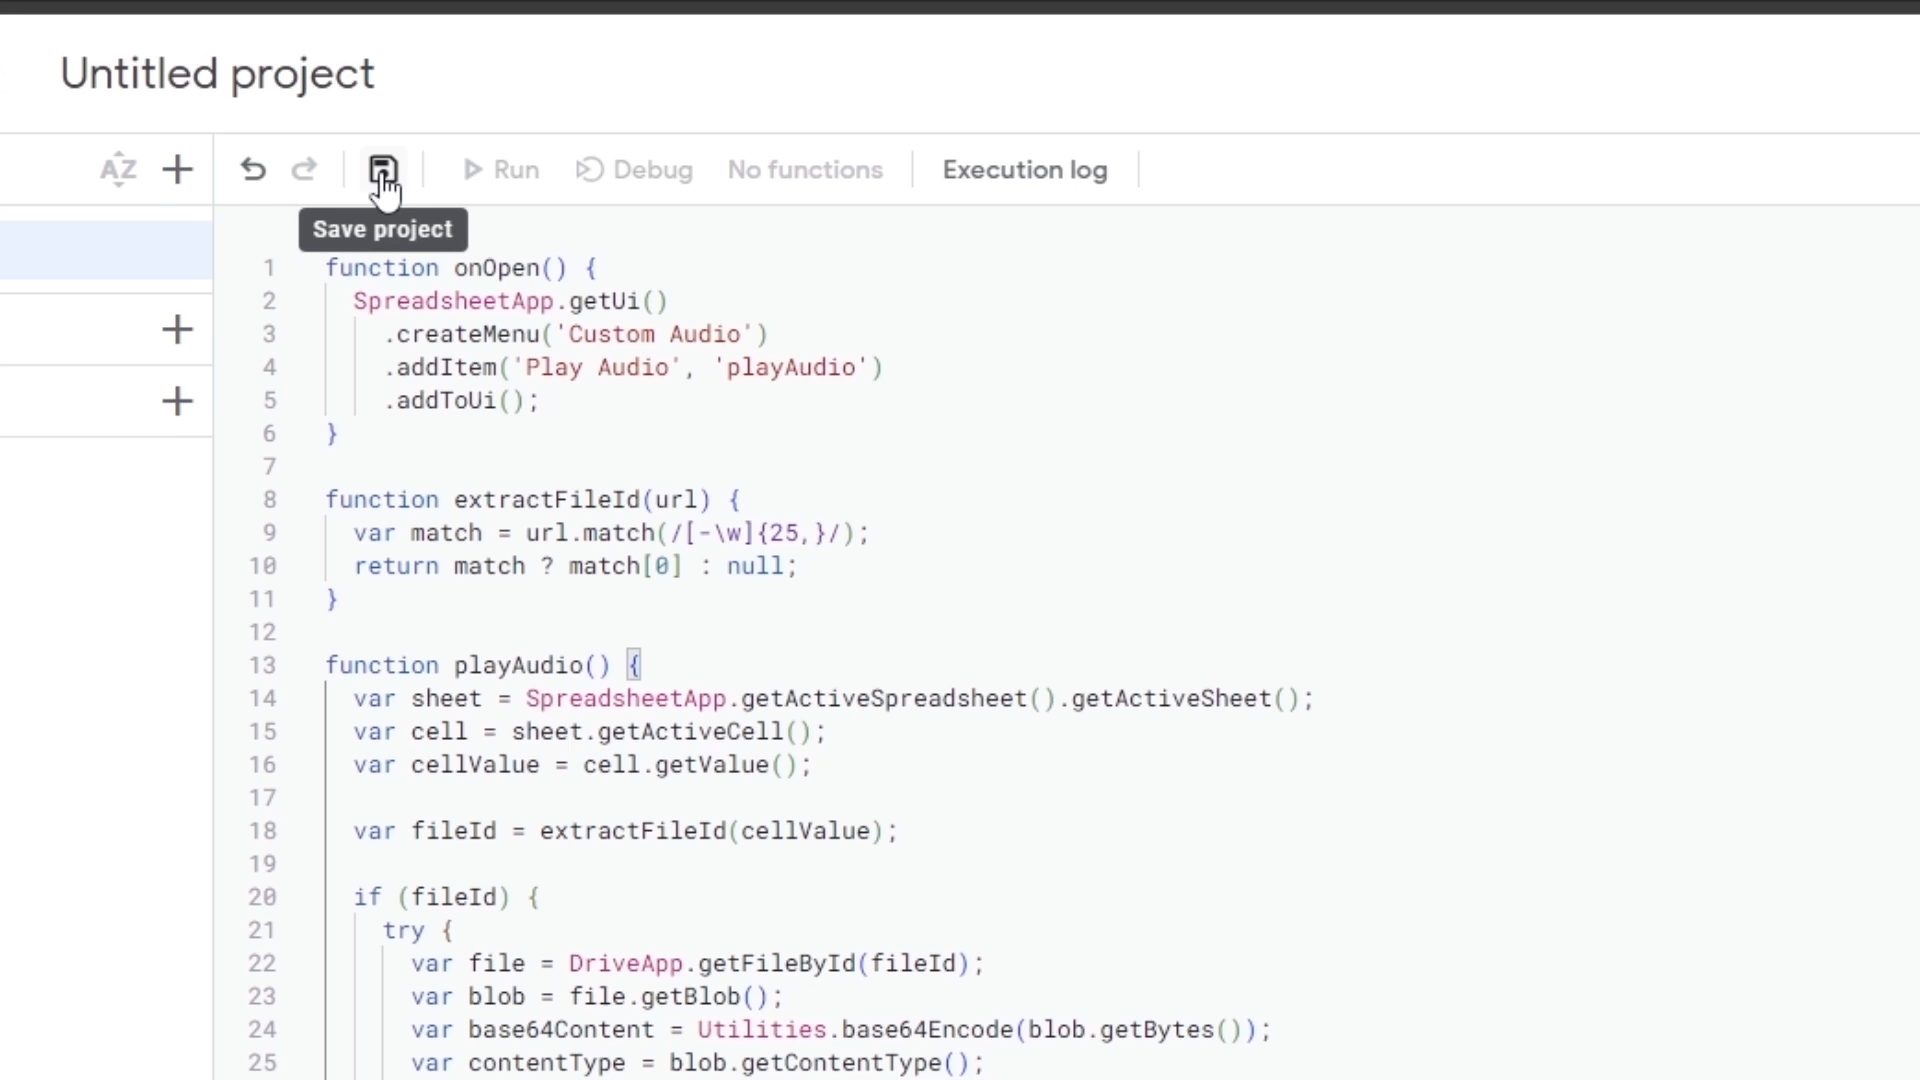 Untitled project
AZ
Run
Debug
No functions
Execution log
Save project
1 function onOpen() {
2 SpreadsheetApp.getUi()
3 .createMenu('Custom Audio')
4 .addItem('Play Audio', 'playAudio')
5 .addToUi();
6 }
7
8 function extractFileId(url) {
9 var match = url.match(/[-\w]{25,}/);
10 return match ? match[0] : null;
11 }
12
13 function playAudio() {
14 var sheet = SpreadsheetApp.getActiveSpreadsheet().getActiveSheet();
15 var cell = sheet.getActiveCell();
16 var cellValue = cell.getValue();
17
18 var fileId = extractFileId(cellValue);
19
20 if (fileId) {
21 try {
22 var file = DriveApp.getFileById(fileId);
23 var blob = file.getBlob();
24 var base64Content = Utilities.base64Encode(blob.getBytes());
25 var contentType = blob.getContentType();